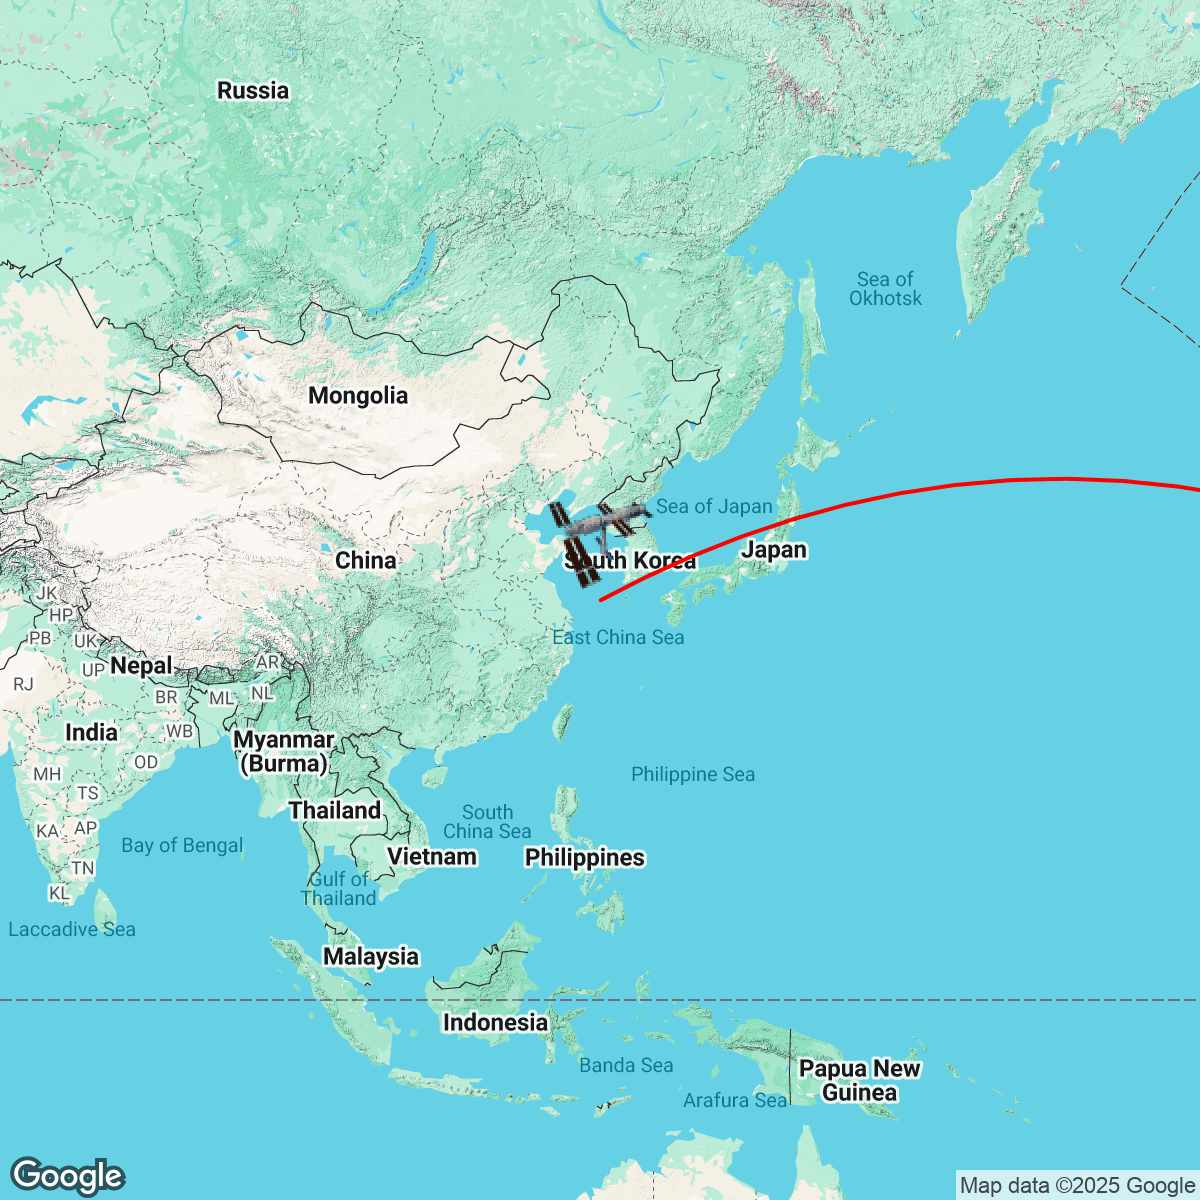 Russia
Sea of
Okhotsk
Mongolia
Sea of Japan
Japan
China
South Korea
JK
HP
PB
UK
East China Sea
AR
Nepal
UP
RJ
NL
BR
ML
India
WB
Myanmar
(Burma)
OD
MH
Philippine Sea
TS
Thailand
South
China Sea
KA
AP
Bay of Bengal
Vietnam
Philippines
TN
Gulf of
Thailand
KL
Laccadive Sea
Malaysia
Indonesia
Banda Sea
Papua New
Guinea
Arafura Sea
Google
Map data ©2025 Google